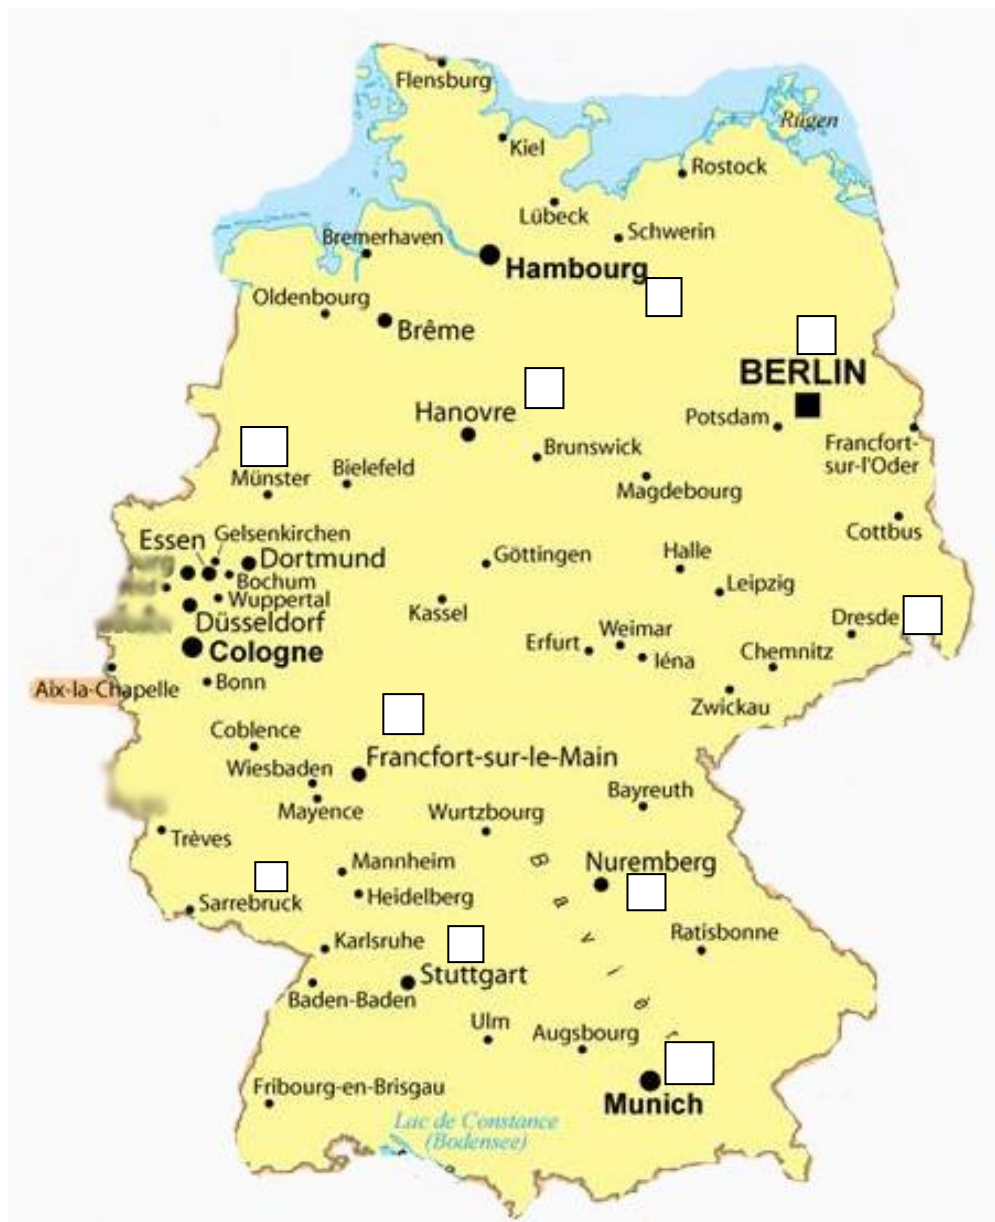 Flensburg
Rügen
Kiel
Rostock
Lübeck
Schwerin
Bremerhaven
Hambourg
Oldenbourg
Brême
BERLIN
Hanovre
Potsdam
Francfort-
sur-l'Oder
Brunswick
Münster
Bielefeld
Magdebourg
Cottbus
Essen
Gelsenkirchen
Dortmund
Göttingen
Halle
Bochum
Leipzig
Wuppertal
Kassel
Düsseldorf
Dresde
Weimar
Erfurt
Cologne
Iéna
Chemnitz
Aix-la-Chapelle
Bonn
Zwickau
Coblence
Francfort-sur-le-Main
Wiesbaden
Bayreuth
Mayence
Wurtzbourg
Trèves
Mannheim
Nuremberg
Heidelberg
Sarrebruck
Ratisbonne
Karlsruhe
Stuttgart
Baden-Baden
Ulm
Augsbourg
Bavière
Fribourg-en-Brisgau
Munich
Lac de Constance
(Bodensee)